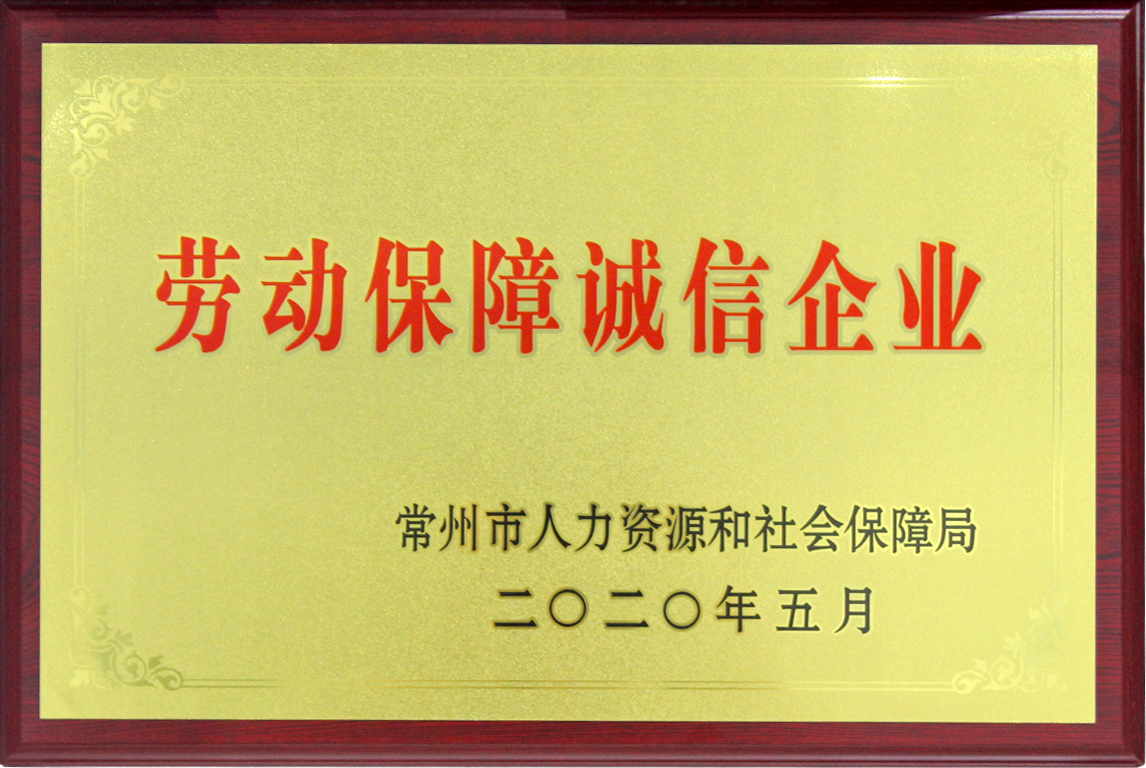 劳动保障诚信企业
常州市人力资源和社会保障局
二〇二〇年五月